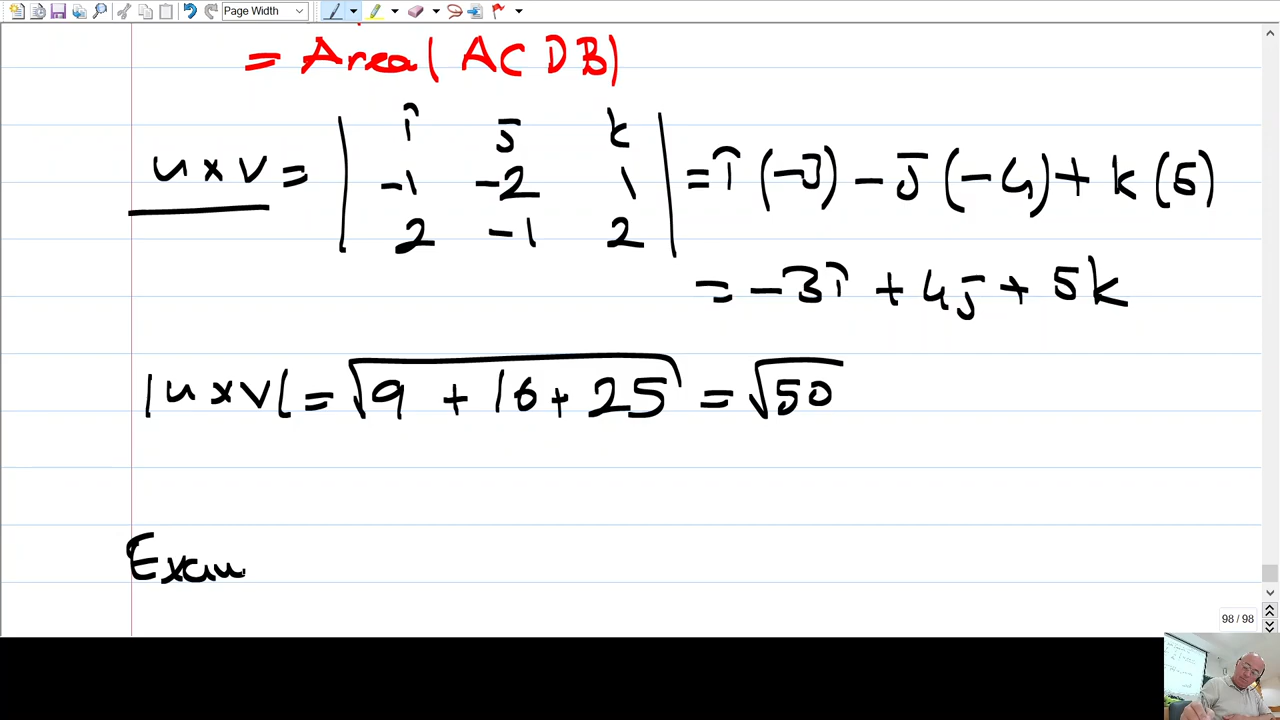 Page Width
= Area( ACDB)
i j k
u x v = | -1 -2 1 | = i (-3) - j (-4) + k (5)
2 -1 2
= -3i + 4j + 5k
|u x v| = √9 + 16 + 25 = √50
Exam
98 / 98